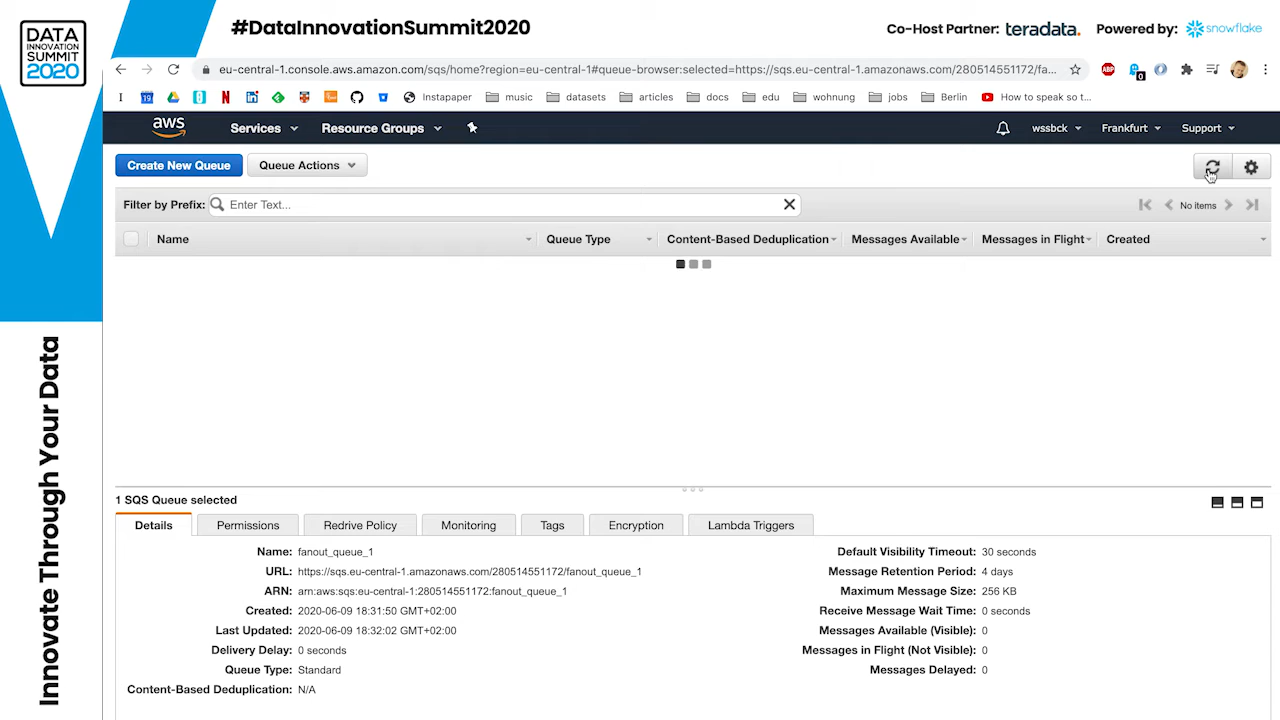 DATA
INNOVATION
SUMMIT
2020
#DataInnovationSummit2020
Co-Host Partner: teradata.
Powered by: snowflake
eu-central-1.console.aws.amazon.com/sqs/home?region=eu-central-1#queue-browser:selected=https://sqs.eu-central-1.amazonaws.com/280514551172/fa...
ABP
0
19
Instapaper
music
datasets
articles
docs
edu
wohnung
jobs
Berlin
How to speak so t...
aws
Services
Resource Groups
wssbck
Frankfurt
Support
Create New Queue
Queue Actions
Filter by Prefix:
Enter Text...
No items
Name
Queue Type
Content-Based Deduplication
Messages Available
Messages in Flight
Created
1 SQS Queue selected
Details
Permissions
Redrive Policy
Monitoring
Tags
Encryption
Lambda Triggers
Name: fanout_queue_1
URL: https://sqs.eu-central-1.amazonaws.com/280514551172/fanout_queue_1
ARN: arn:aws:sqs:eu-central-1:280514551172:fanout_queue_1
Created: 2020-06-09 18:31:50 GMT+02:00
Last Updated: 2020-06-09 18:32:02 GMT+02:00
Delivery Delay: 0 seconds
Queue Type: Standard
Content-Based Deduplication: N/A
Default Visibility Timeout: 30 seconds
Message Retention Period: 4 days
Maximum Message Size: 256 KB
Receive Message Wait Time: 0 seconds
Messages Available (Visible): 0
Messages in Flight (Not Visible): 0
Messages Delayed: 0
Innovate Through Your Data